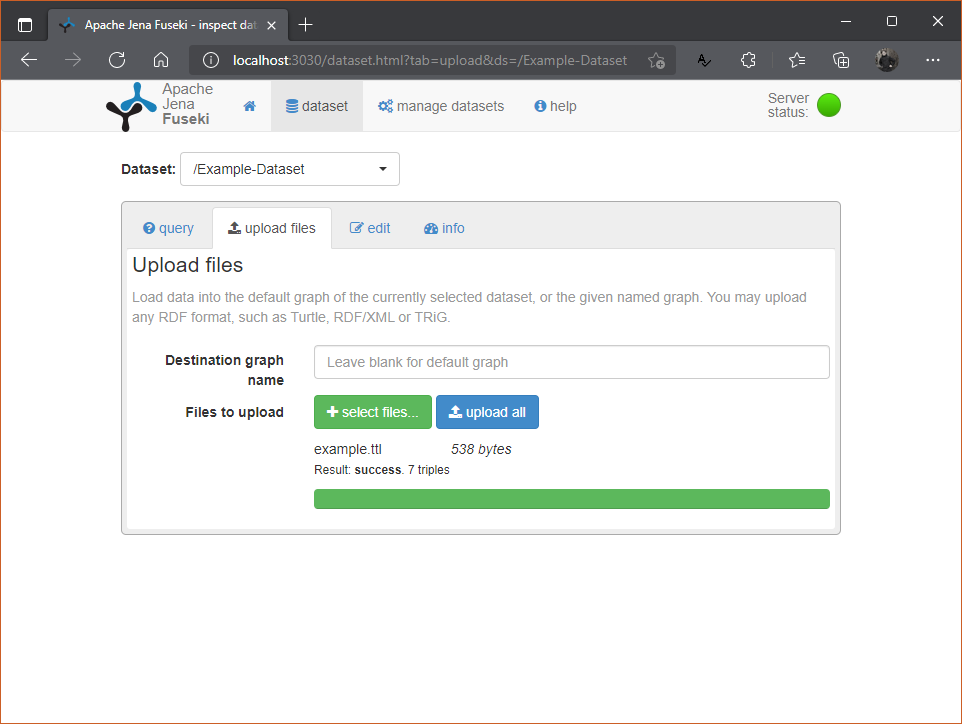 Apache Jena Fuseki - inspect dat
localhost:3030/dataset.html?tab=upload&ds=/Example-Dataset
Apache
Jena
Fuseki
dataset
manage datasets
help
Server
status:
Dataset:
/Example-Dataset
query
upload files
edit
info
Upload files
Load data into the default graph of the currently selected dataset, or the given named graph. You may upload
any RDF format, such as Turtle, RDF/XML or TRiG.
Destination graph
name
Leave blank for default graph
Files to upload
select files...
upload all
example.ttl 538 bytes
Result: success. 7 triples